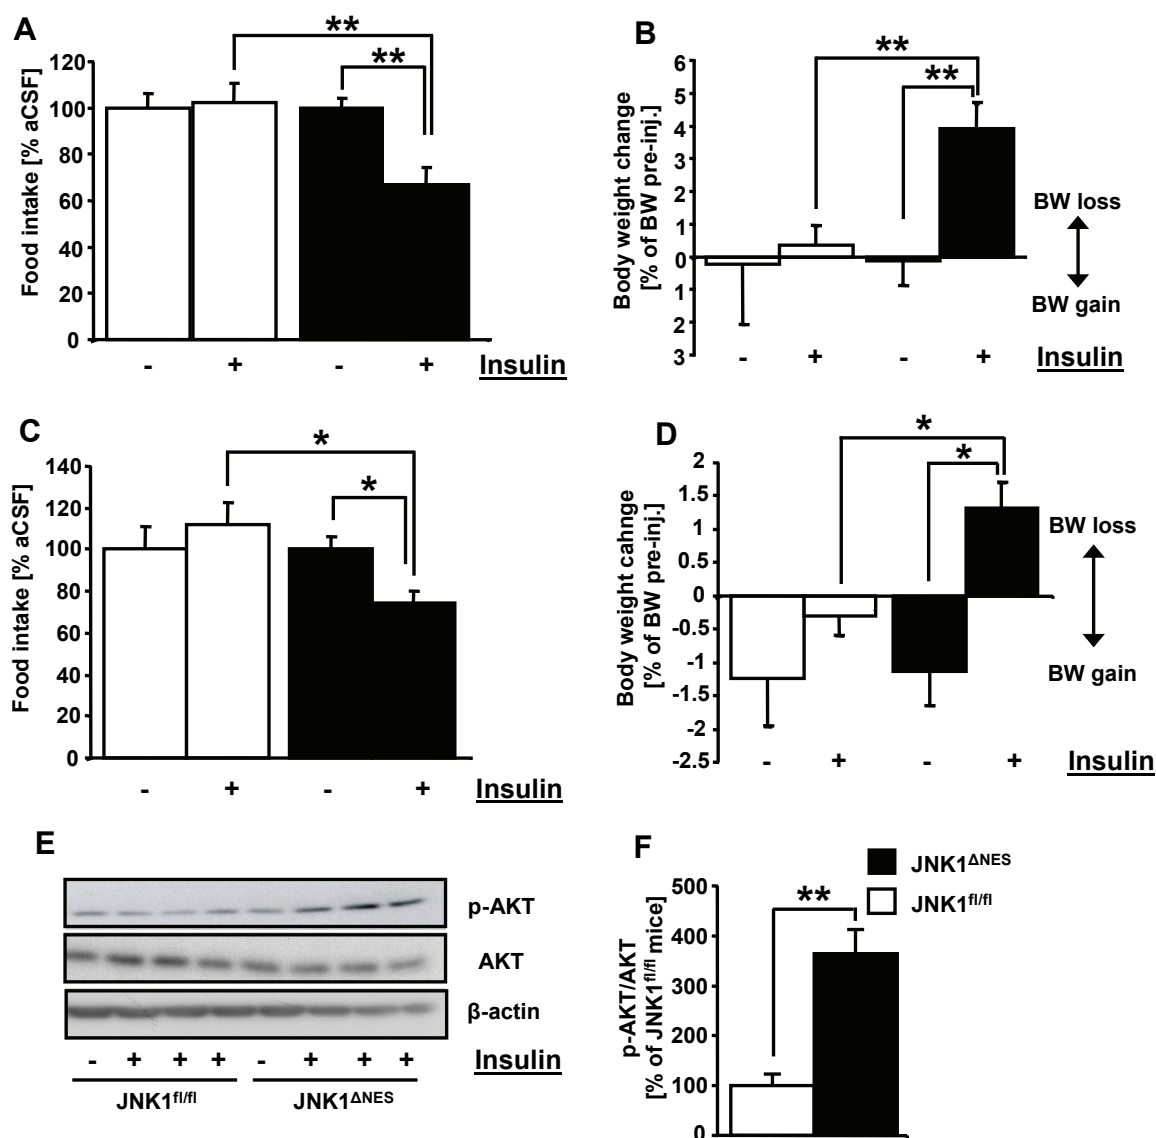 A
Food intake [% aCSF]
120
100
80
60
40
20
0
**
**
- + - + Insulin
B
Body weight change
[% of BW pre-inj.]
6
5
4
3
2
1
0
1
2
3
**
**
BW loss
BW gain
- + - + Insulin
C
Food intake [% aCSF]
140
120
100
80
60
40
20
0
*
*
- + - + Insulin
D
Body weight cahnge
[% of BW pre-inj.]
2
1.5
1
0.5
0
-0.5
-1
-1.5
-2
-2.5
*
*
BW loss
BW gain
- + - + Insulin
E
p-AKT
AKT
β-actin
- + + + - + + + Insulin
JNK1fl/fl JNK1ΔNES
F
JNK1ΔNES
JNK1fl/fl
p-AKT/AKT
[% of JNK1fl/fl mice]
500
400
300
200
100
0
**